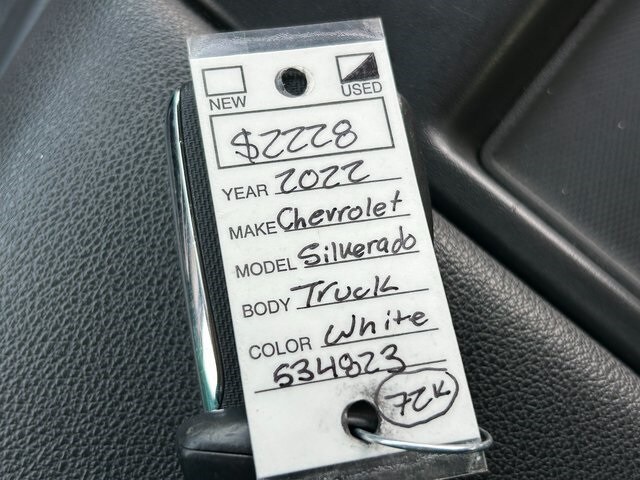 NEW USED
$2228
YEAR 2022
MAKE Chevrolet
MODEL Silverado
BODY Truck
COLOR White
534823
72K